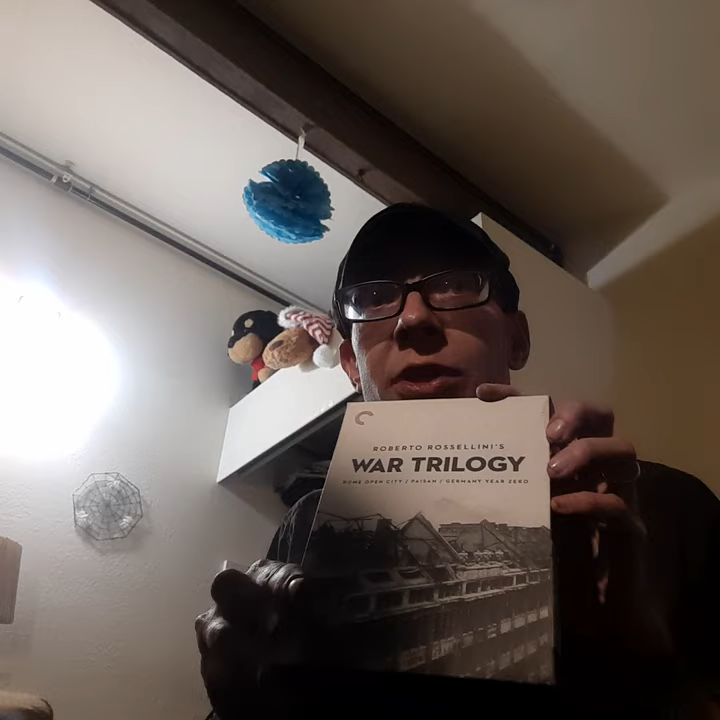 ROBERTO ROSSELLINI'S
WAR TRILOGY
ROME OPEN CITY / PAISAN / GERMANY YEAR ZERO